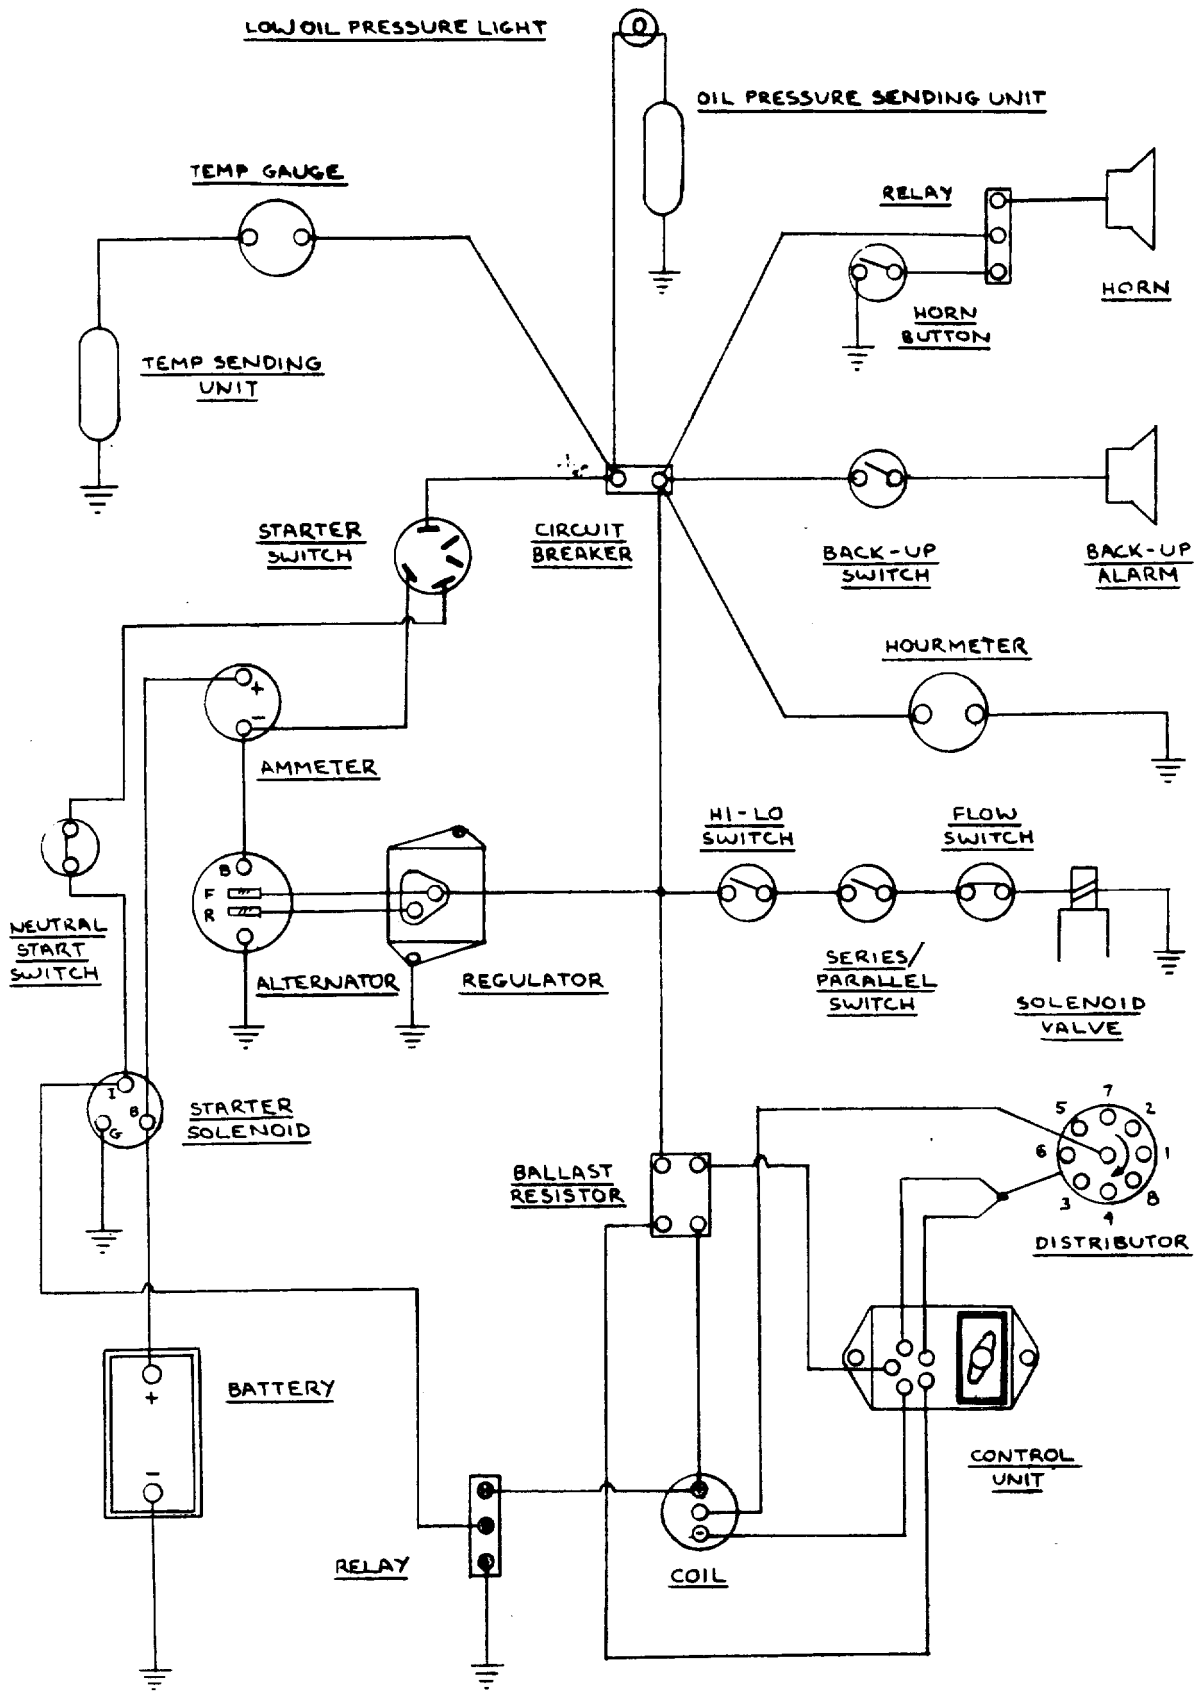 LOW OIL PRESSURE LIGHT
OIL PRESSURE SENDING UNIT
TEMP GAUGE
RELAY
HORN
HORN
BUTTON
TEMP SENDING
UNIT
STARTER
SWITCH
CIRCUIT
BREAKER
BACK-UP
SWITCH
BACK-UP
ALARM
HOURMETER
+
-
AMMETER
HI-LO
SWITCH
FLOW
SWITCH
B
F
R
NEUTRAL
START
SWITCH
ALTERNATOR
REGULATOR
SERIES/
PARALLEL
SWITCH
SOLENOID
VALVE
I
B
G
STARTER
SOLENOID
BALLAST
RESISTOR
7
5
2
6
1
3
8
4
DISTRIBUTOR
BATTERY
+
-
CONTROL
UNIT
RELAY
-
COIL